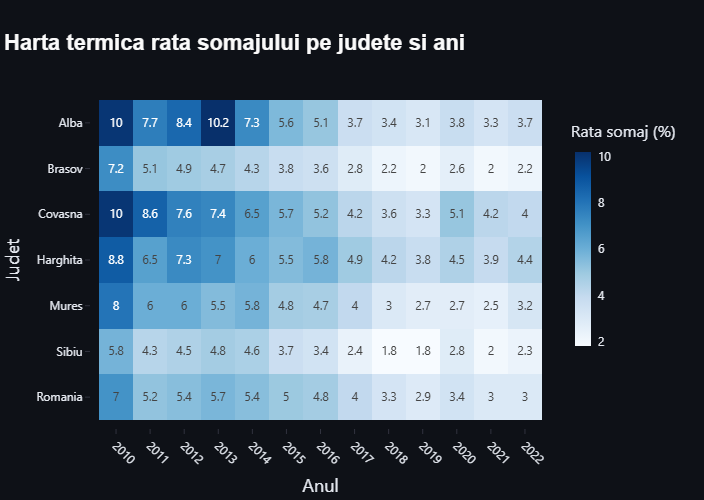 Harta termica rata somajului pe judete si ani
Rata somaj (%)
Alba 10 7.7 8.4 10.2 7.3 5.6 5.1 3.7 3.4 3.1 3.8 3.3 3.7
Brasov 7.2 5.1 4.9 4.7 4.3 3.8 3.6 2.8 2.2 2 2.6 2 2.2
Covasna 10 8.6 7.6 7.4 6.5 5.7 5.2 4.2 3.6 3.3 5.1 4.2 4
Harghita 8.8 6.5 7.3 7 6 5.5 5.8 4.9 4.2 3.8 4.5 3.9 4.4
Mures 8 6 6 5.5 5.8 4.8 4.7 4 3 2.7 2.7 2.5 3.2
Sibiu 5.8 4.3 4.5 4.8 4.6 3.7 3.4 2.4 1.8 1.8 2.8 2 2.3
Romania 7 5.2 5.4 5.7 5.4 5 4.8 4 3.3 2.9 3.4 3 3
2010 2011 2012 2013 2014 2015 2016 2017 2018 2019 2020 2021 2022
Anul
Judet
10
8
6
4
2